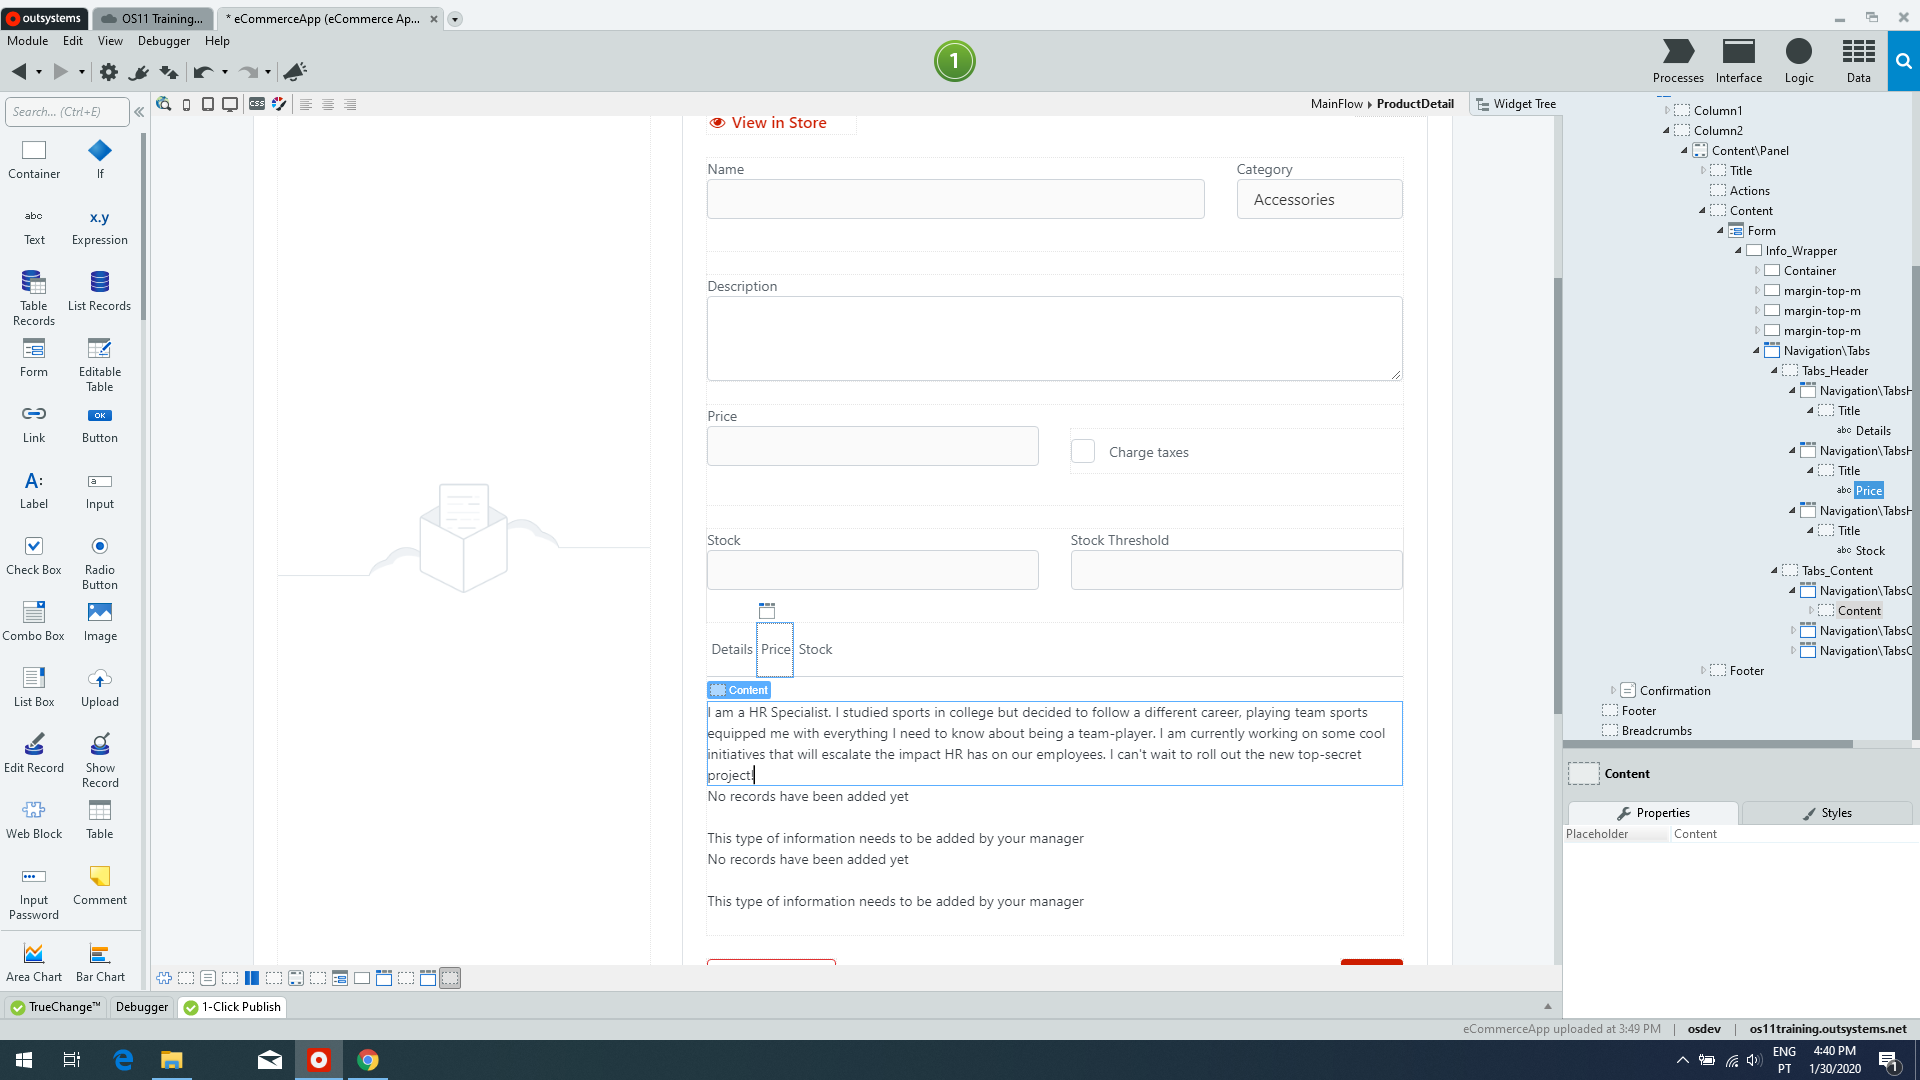 outsystems
OS11 Training...
* eCommerceApp (eCommerce Ap...
Module Edit View Debugger Help
1
Processes
Interface
Logic
Data
Search... (Ctrl+E)
CSS
MainFlow ▸ ProductDetail
Widget Tree
Container
If
abc
Text
x.y
Expression
Table Records
List Records
Form
Editable Table
Link
OK
Button
A:
Label
a
Input
Check Box
Radio Button
Combo Box
Image
List Box
Upload
Edit Record
Show Record
Web Block
Table
Input Password
Comment
Area Chart
Bar Chart
View in Store
Name
Category
Accessories
Description
Price
Charge taxes
Stock
Stock Threshold
Details Price Stock
Content
I am a HR Specialist. I studied sports in college but decided to follow a different career, playing team sports
equipped me with everything I need to know about being a team-player. I am currently working on some cool
initiatives that will escalate the impact HR has on our employees. I can't wait to roll out the new top-secret
project!
No records have been added yet
This type of information needs to be added by your manager
No records have been added yet
This type of information needs to be added by your manager
Column1
Column2
Content\Panel
Title
Actions
Content
Form
Info_Wrapper
Container
margin-top-m
margin-top-m
margin-top-m
Navigation\Tabs
Tabs_Header
Navigation\TabsH
Title
abc Details
Navigation\TabsH
Title
abc Price
Navigation\TabsH
Title
abc Stock
Tabs_Content
Navigation\TabsC
Content
Navigation\TabsC
Navigation\TabsC
Footer
Confirmation
Footer
Breadcrumbs
Content
Properties
Styles
Placeholder
Content
TrueChange™
Debugger
1-Click Publish
eCommerceApp uploaded at 3:49 PM | osdev | os11training.outsystems.net
ENG
PT
4:40 PM
1/30/2020
1